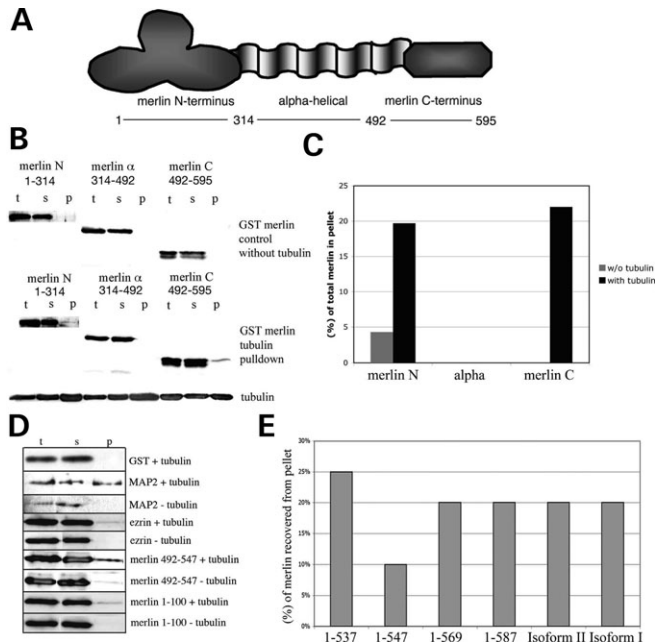 A
merlin N-terminus alpha-helical merlin C-terminus
1 314 492 595
B
merlin N
1-314
merlin α
314-492
merlin C
492-595
t s p t s p t s p
GST merlin
control
without tubulin
merlin N
1-314
merlin α
314-492
merlin C
492-595
t s p t s p t s p
GST merlin
tubulin
pulldown
tubulin
C
(%) of total merlin in pellet
25
20
15
10
5
0
merlin N alpha merlin C
w/o tubulin
with tubulin
D
t s p
GST + tubulin
MAP2 + tubulin
MAP2 - tubulin
ezrin + tubulin
ezrin - tubulin
merlin 492-547 + tubulin
merlin 492-547 - tubulin
merlin 1-100 + tubulin
merlin 1-100 - tubulin
E
(%) of merlin recovered from pellet
30%
25%
20%
15%
10%
5%
0%
1-537 1-547 1-569 1-587 Isoform II Isoform I